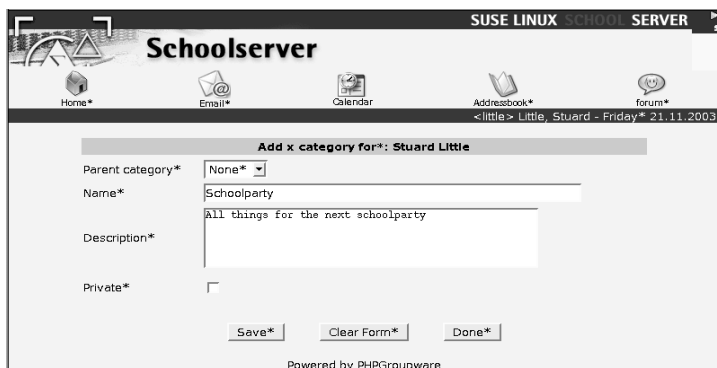 SUSE LINUX SCHOOL SERVER
Schoolserver
Home* Email* Calendar Addressbook* forum*
<little> Little, Stuard - Friday* 21.11.2003
Add x category for*: Stuard Little
Parent category* None*
Name* Schoolparty
All things for the next schoolparty
Description*
Private*
Save* Clear Form* Done*
Powered by PHPGroupware